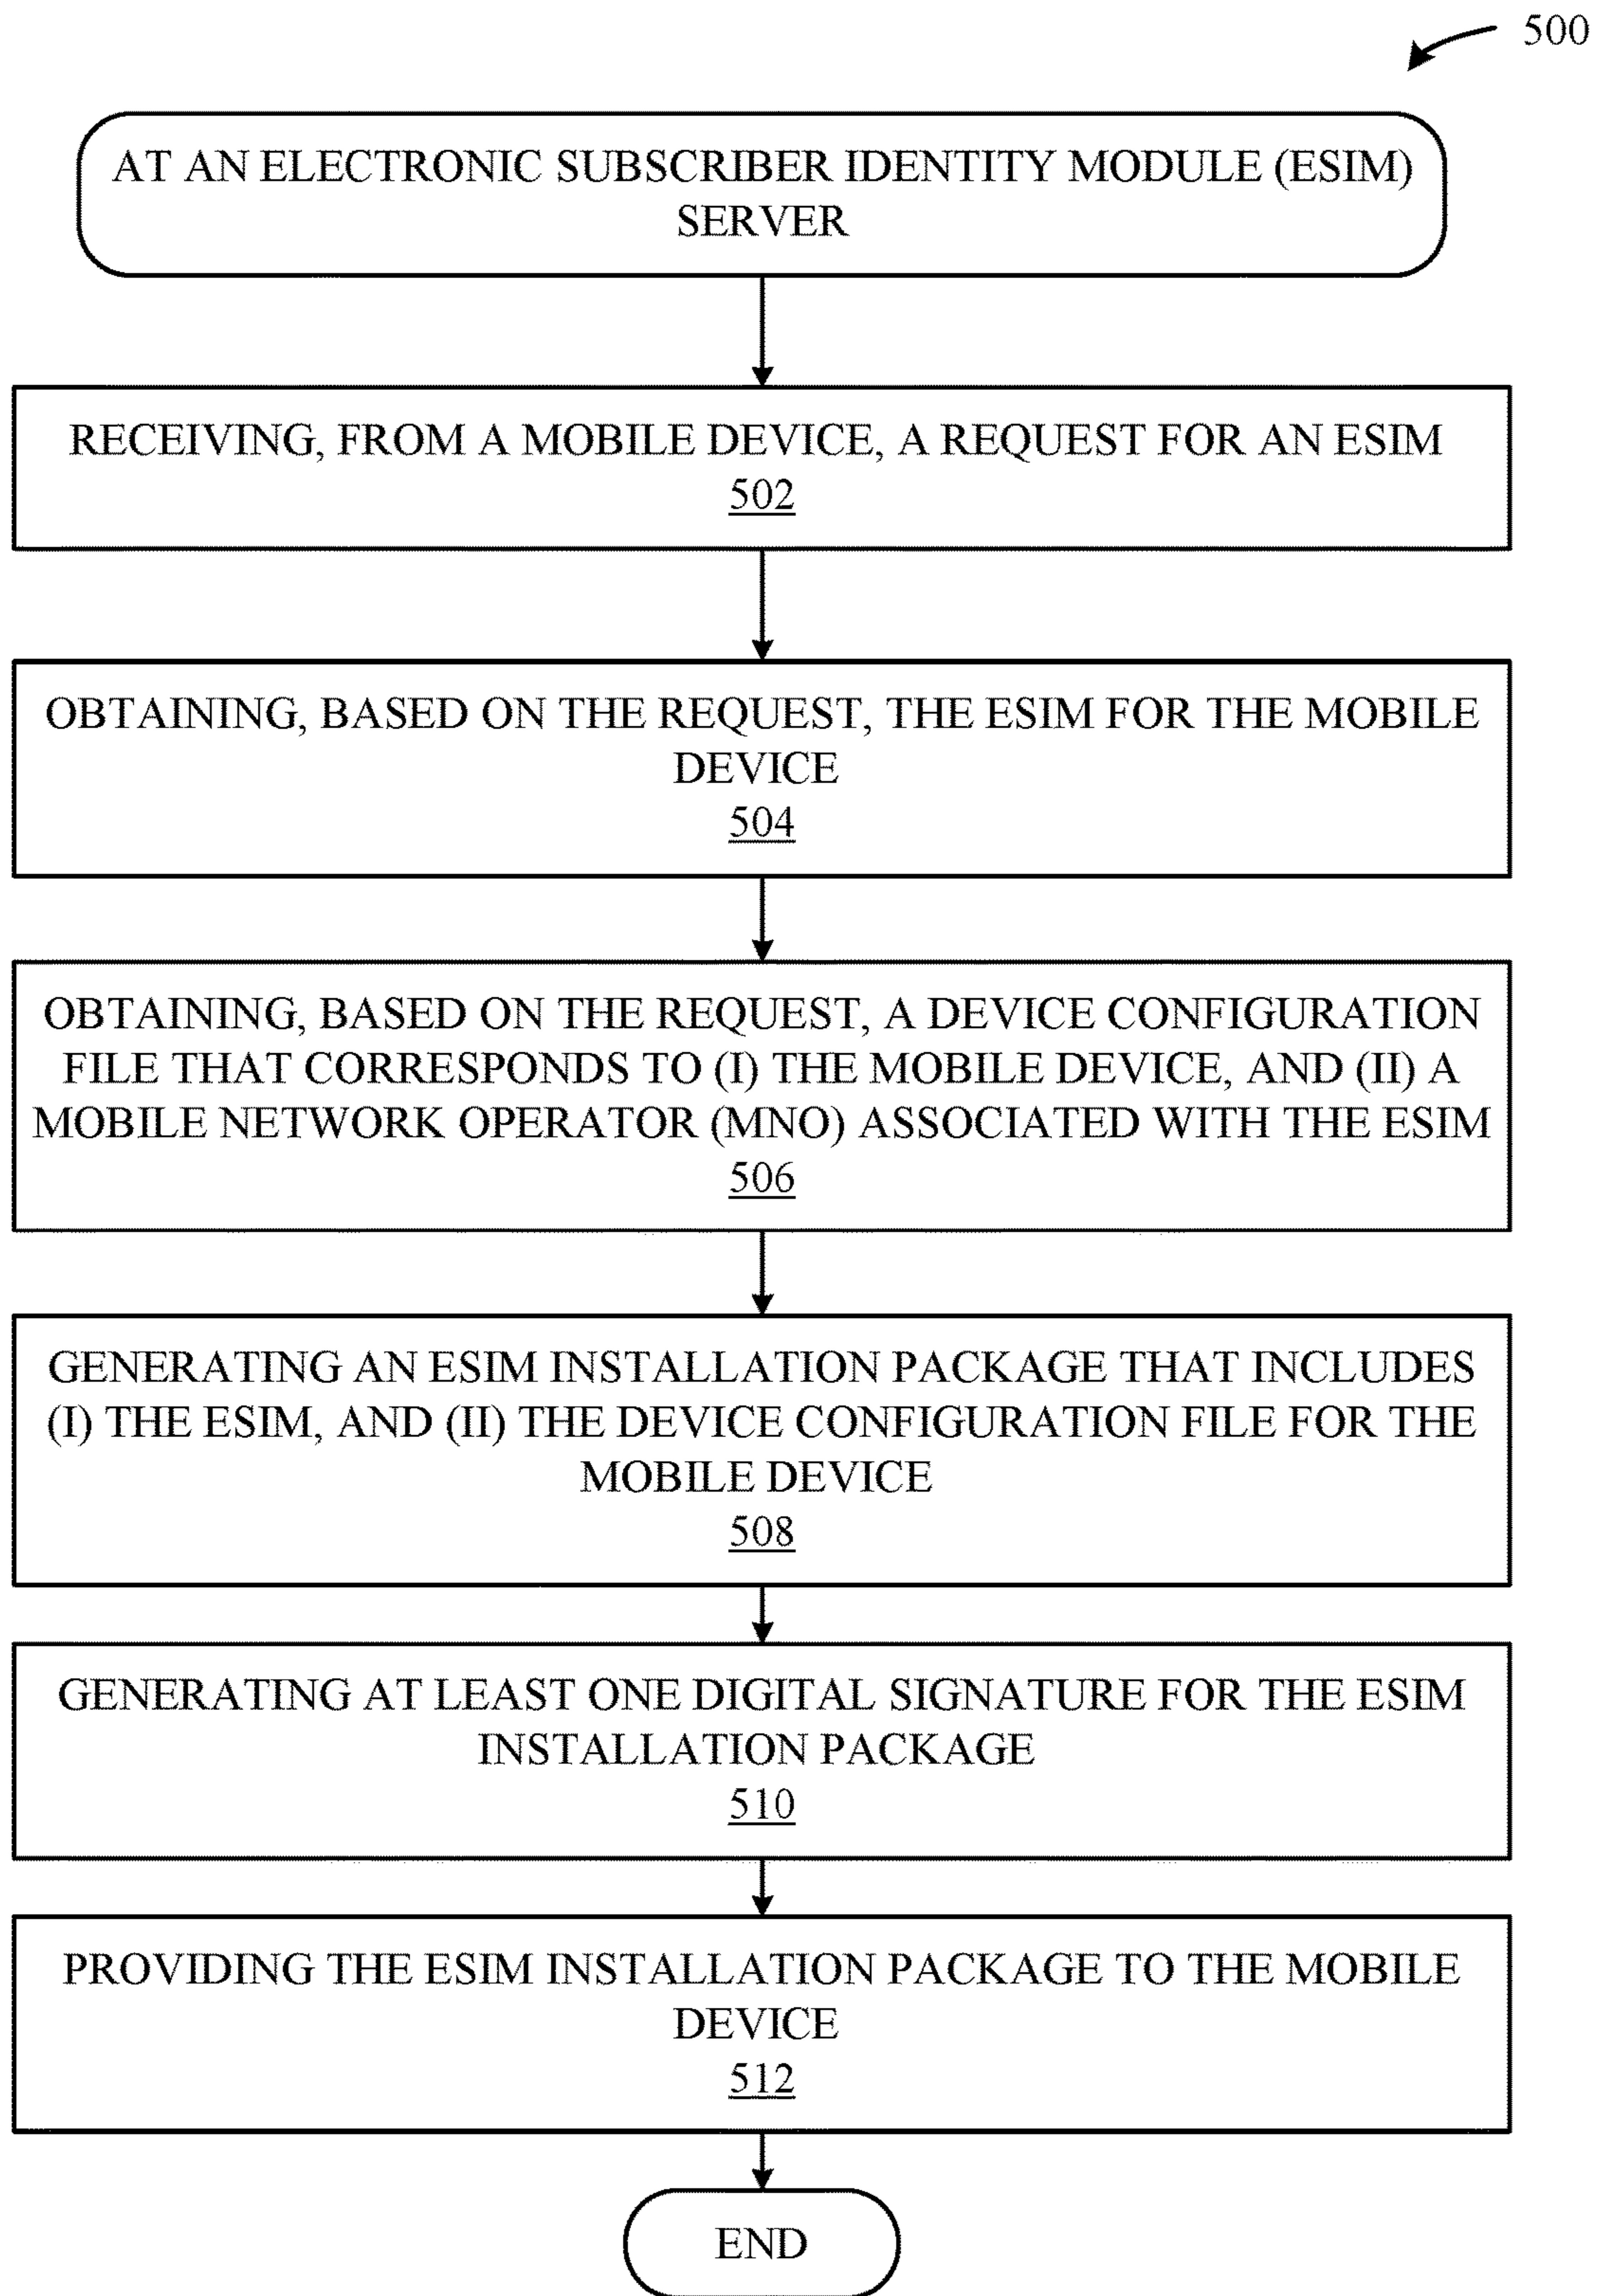 500
AT AN ELECTRONIC SUBSCRIBER IDENTITY MODULE (ESIM)
SERVER
RECEIVING, FROM A MOBILE DEVICE, A REQUEST FOR AN ESIM
502
OBTAINING, BASED ON THE REQUEST, THE ESIM FOR THE MOBILE
DEVICE
504
OBTAINING, BASED ON THE REQUEST, A DEVICE CONFIGURATION
FILE THAT CORRESPONDS TO (I) THE MOBILE DEVICE, AND (II) A
MOBILE NETWORK OPERATOR (MNO) ASSOCIATED WITH THE ESIM
506
GENERATING AN ESIM INSTALLATION PACKAGE THAT INCLUDES
(I) THE ESIM, AND (II) THE DEVICE CONFIGURATION FILE FOR THE
MOBILE DEVICE
508
GENERATING AT LEAST ONE DIGITAL SIGNATURE FOR THE ESIM
INSTALLATION PACKAGE
510
PROVIDING THE ESIM INSTALLATION PACKAGE TO THE MOBILE
DEVICE
512
END